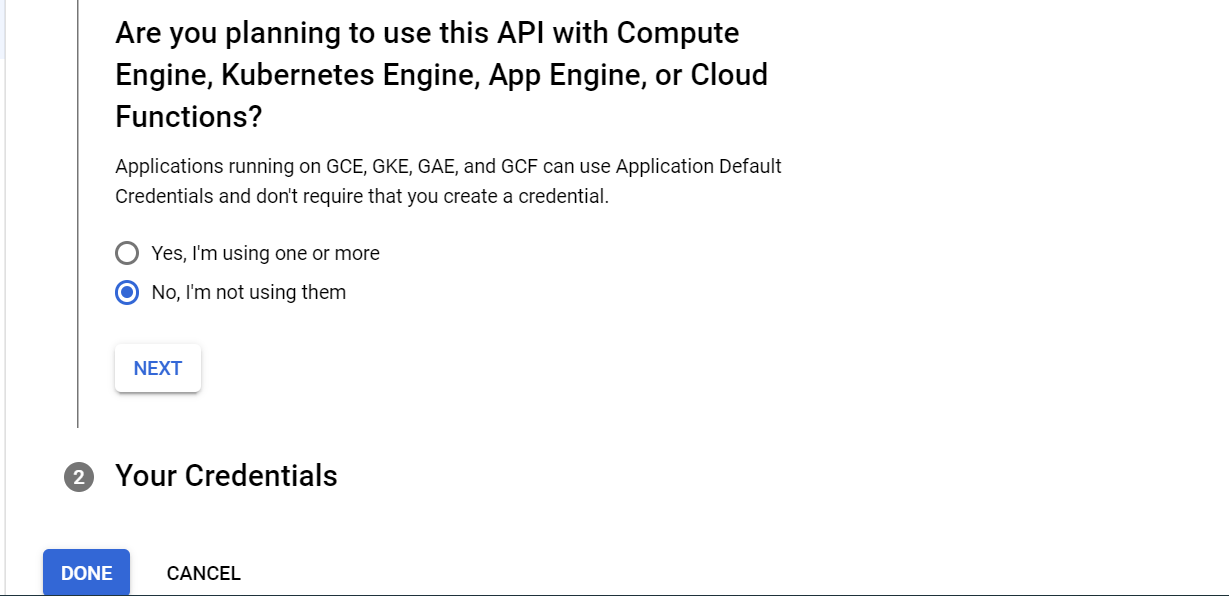 Are you planning to use this API with Compute
Engine, Kubernetes Engine, App Engine, or Cloud
Functions?
Applications running on GCE, GKE, GAE, and GCF can use Application Default
Credentials and don't require that you create a credential.
Yes, I'm using one or more
No, I'm not using them
NEXT
2 Your Credentials
DONE CANCEL